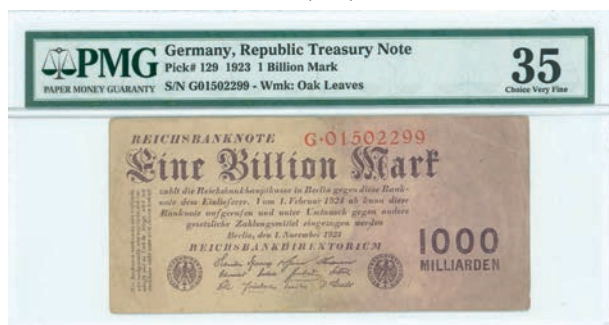 PMG
PAPER MONEY GUARANTY
Germany, Republic Treasury Note
Pick# 129 1923 1 Billion Mark
S/N G01502299 - Wmk: Oak Leaves
35
Choice Very Fine
REICHSBANKNOTE G·01502299
Eine Billion Mark
zahlt die Reichsbankhauptkasse in Berlin gegen diese Bank-
note dem Einlieferer. Vom 1. Februar 1924 ab kann diese
Banknote aufgerufen und unter Umtausch gegen andere
gesetzliche Zahlungsmittel eingezogen werden
Berlin, den 1. November 1923
REICHSBANKDIREKTORIUM
1000
MILLIARDEN